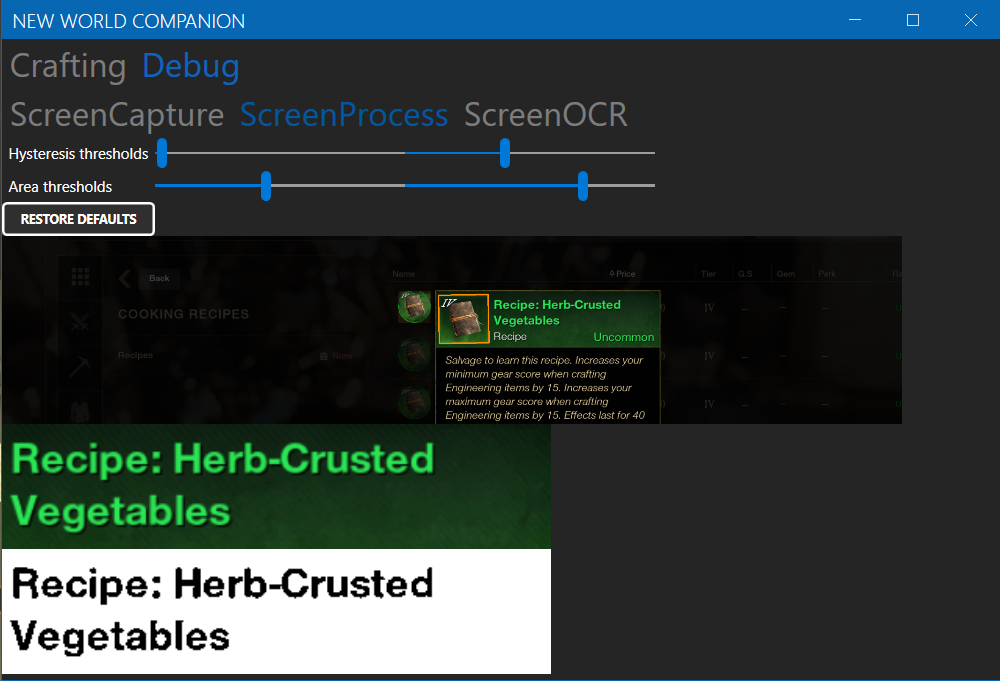 NEW WORLD COMPANION
Crafting Debug
ScreenCapture ScreenProcess ScreenOCR
Hysteresis thresholds
Area thresholds
RESTORE DEFAULTS
Back
Name Price Tier G.S Gem Perk
COOKING RECIPES
Recipes None
IV
Recipe: Herb-Crusted
Vegetables
Recipe Uncommon
IV
Salvage to learn this recipe. Increases your
minimum gear score when crafting
Engineering items by 15. Increases your
maximum gear score when crafting
Engineering items by 15. Effects last for 40
IV
IV
Recipe: Herb-Crusted
Vegetables
Recipe: Herb-Crusted
Vegetables